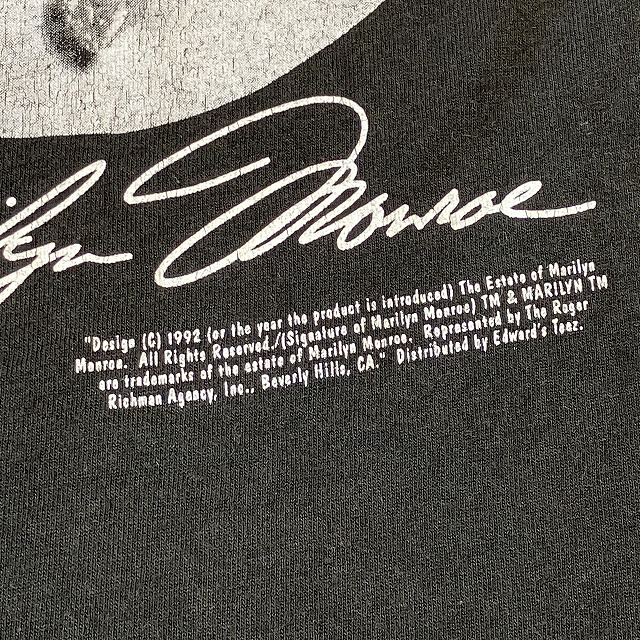 ilyn Monroe
"Design (C) 1992 (or the year the product is introduced) The Estate of Marilyn
Monroe. All Rights Reserved./(Signature of Marilyn Monroe) TM & MARILYN TM
are trademarks of the estate of Marilyn Monroe. Represented by The Roger
Richman Agency, Inc., Beverly Hills, CA." Distributed by Edward's Teez.